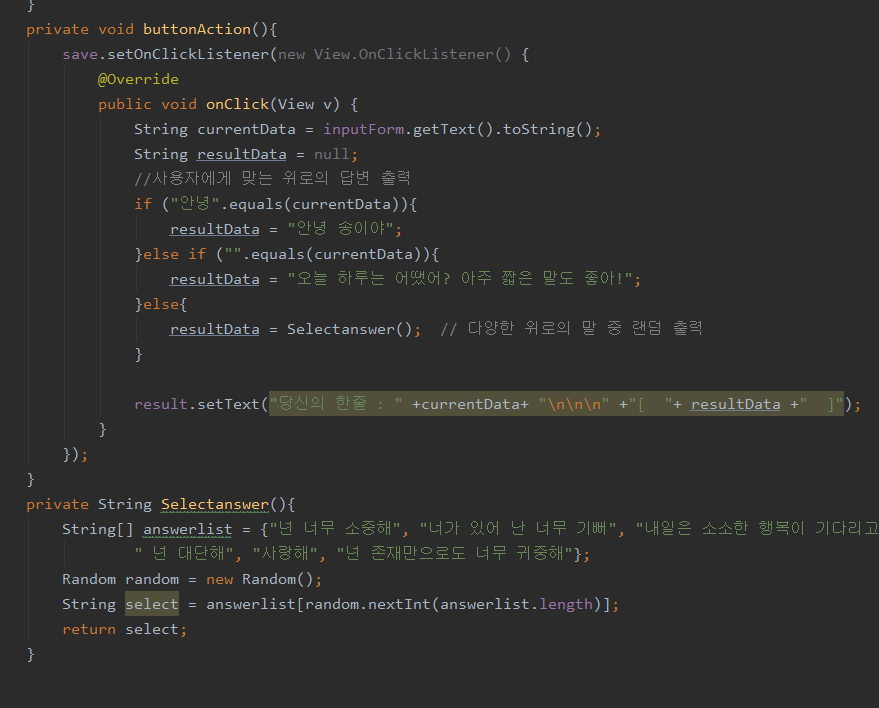 }
private void buttonAction(){
save.setOnClickListener(new View.OnClickListener() {
@Override
public void onClick(View v) {
String currentData = inputForm.getText().toString();
String resultData = null;
//사용자에게 맞는 위로의 답변 출력
if ("안녕".equals(currentData)){
resultData = "안녕 송이야";
}else if ("".equals(currentData)){
resultData = "오늘 하루는 어땠어? 아주 짧은 말도 좋아!";
}else{
resultData = Selectanswer();  // 다양한 위로의 말 중 랜덤 출력
}
result.setText("당신의 한줄 : " +currentData+ "\n\n\n" +"[  "+ resultData +"  ]");
}
});
}
private String Selectanswer(){
String[] answerlist = {"넌 너무 소중해", "너가 있어 난 너무 기뻐", "내일은 소소한 행복이 기다리고
" 넌 대단해", "사랑해", "넌 존재만으로도 너무 귀중해"};
Random random = new Random();
String select = answerlist[random.nextInt(answerlist.length)];
return select;
}